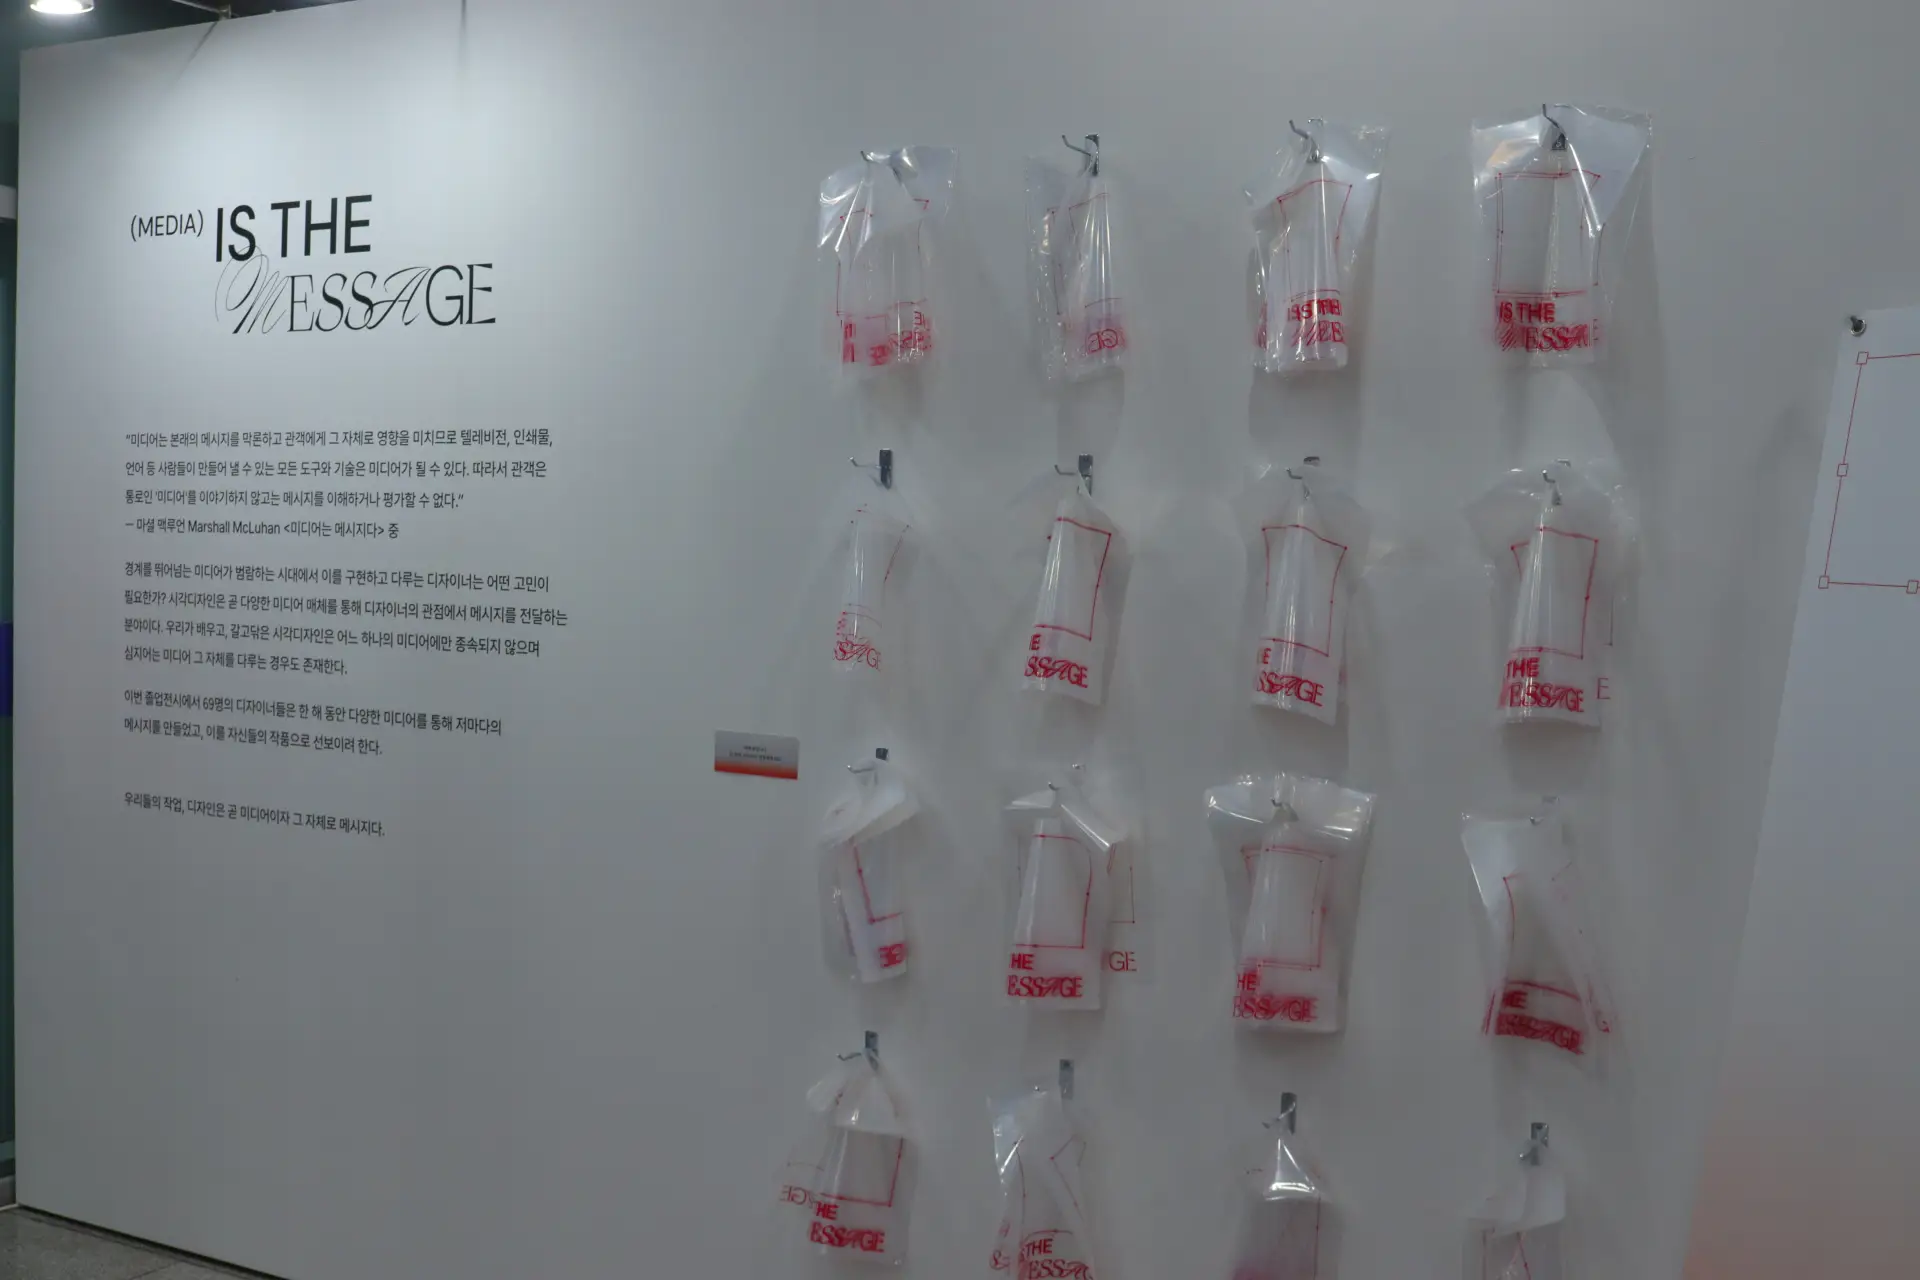 (MEDIA) IS THE
MESSAGE
“미디어는 본래의 메시지를 막론하고 관객에게 그 자체로 영향을 미치므로 텔레비전, 인쇄물,
언어 등 사람들이 만들어 낼 수 있는 모든 도구와 기술은 미디어가 될 수 있다. 따라서 관객은
통로인 '미디어'를 이야기하지 않고는 메시지를 이해하거나 평가할 수 없다.”
— 마셜 맥루언 Marshall McLuhan <미디어는 메시지다> 중
경계를 뛰어넘는 미디어가 범람하는 시대에서 이를 구현하고 다루는 디자이너는 어떤 고민이
필요한가? 시각디자인은 곧 다양한 미디어 매체를 통해 디자이너의 관점에서 메시지를 전달하는
분야이다. 우리가 배우고, 갈고닦은 시각디자인은 어느 하나의 미디어에만 종속되지 않으며
심지어는 미디어 그 자체를 다루는 경우도 존재한다.
이번 졸업전시에서 69명의 디자이너들은 한 해 동안 다양한 미디어를 통해 저마다의
메시지를 만들었고, 이를 자신들의 작품으로 선보이려 한다.
우리들의 작업, 디자인은 곧 미디어이자 그 자체로 메시지다.
IS THE
MESSA
E
SSAGE
E
SSAGE
THE
MESSAGE
E
HE
ESSAGE
GE
HE
ESSAGE
HE
ESSAGE
HE
ESSAGE
THE
ESSAG